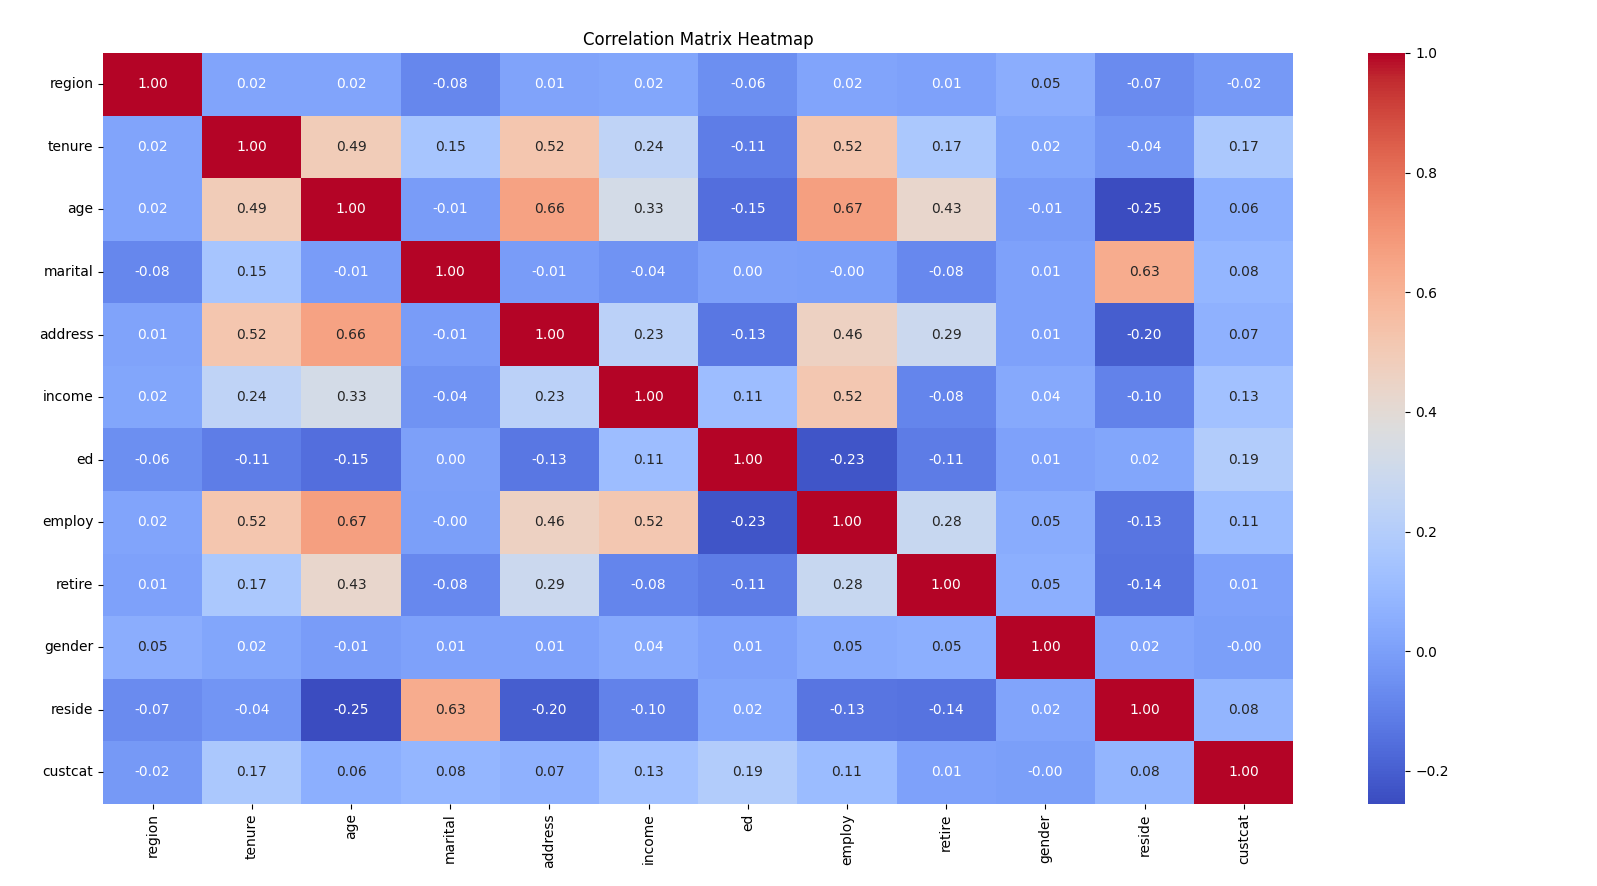 Correlation Matrix Heatmap
region 1.00 0.02 0.02 -0.08 0.01 0.02 -0.06 0.02 0.01 0.05 -0.07 -0.02
tenure 0.02 1.00 0.49 0.15 0.52 0.24 -0.11 0.52 0.17 0.02 -0.04 0.17
age 0.02 0.49 1.00 -0.01 0.66 0.33 -0.15 0.67 0.43 -0.01 -0.25 0.06
marital -0.08 0.15 -0.01 1.00 -0.01 -0.04 0.00 -0.00 -0.08 0.01 0.63 0.08
address 0.01 0.52 0.66 -0.01 1.00 0.23 -0.13 0.46 0.29 0.01 -0.20 0.07
income 0.02 0.24 0.33 -0.04 0.23 1.00 0.11 0.52 -0.08 0.04 -0.10 0.13
ed -0.06 -0.11 -0.15 0.00 -0.13 0.11 1.00 -0.23 -0.11 0.01 0.02 0.19
employ 0.02 0.52 0.67 -0.00 0.46 0.52 -0.23 1.00 0.28 0.05 -0.13 0.11
retire 0.01 0.17 0.43 -0.08 0.29 -0.08 -0.11 0.28 1.00 0.05 -0.14 0.01
gender 0.05 0.02 -0.01 0.01 0.01 0.04 0.01 0.05 0.05 1.00 0.02 -0.00
reside -0.07 -0.04 -0.25 0.63 -0.20 -0.10 0.02 -0.13 -0.14 0.02 1.00 0.08
custcat -0.02 0.17 0.06 0.08 0.07 0.13 0.19 0.11 0.01 -0.00 0.08 1.00
region tenure age marital address income ed employ retire gender reside custcat
1.0
0.8
0.6
0.4
0.2
0.0
−0.2